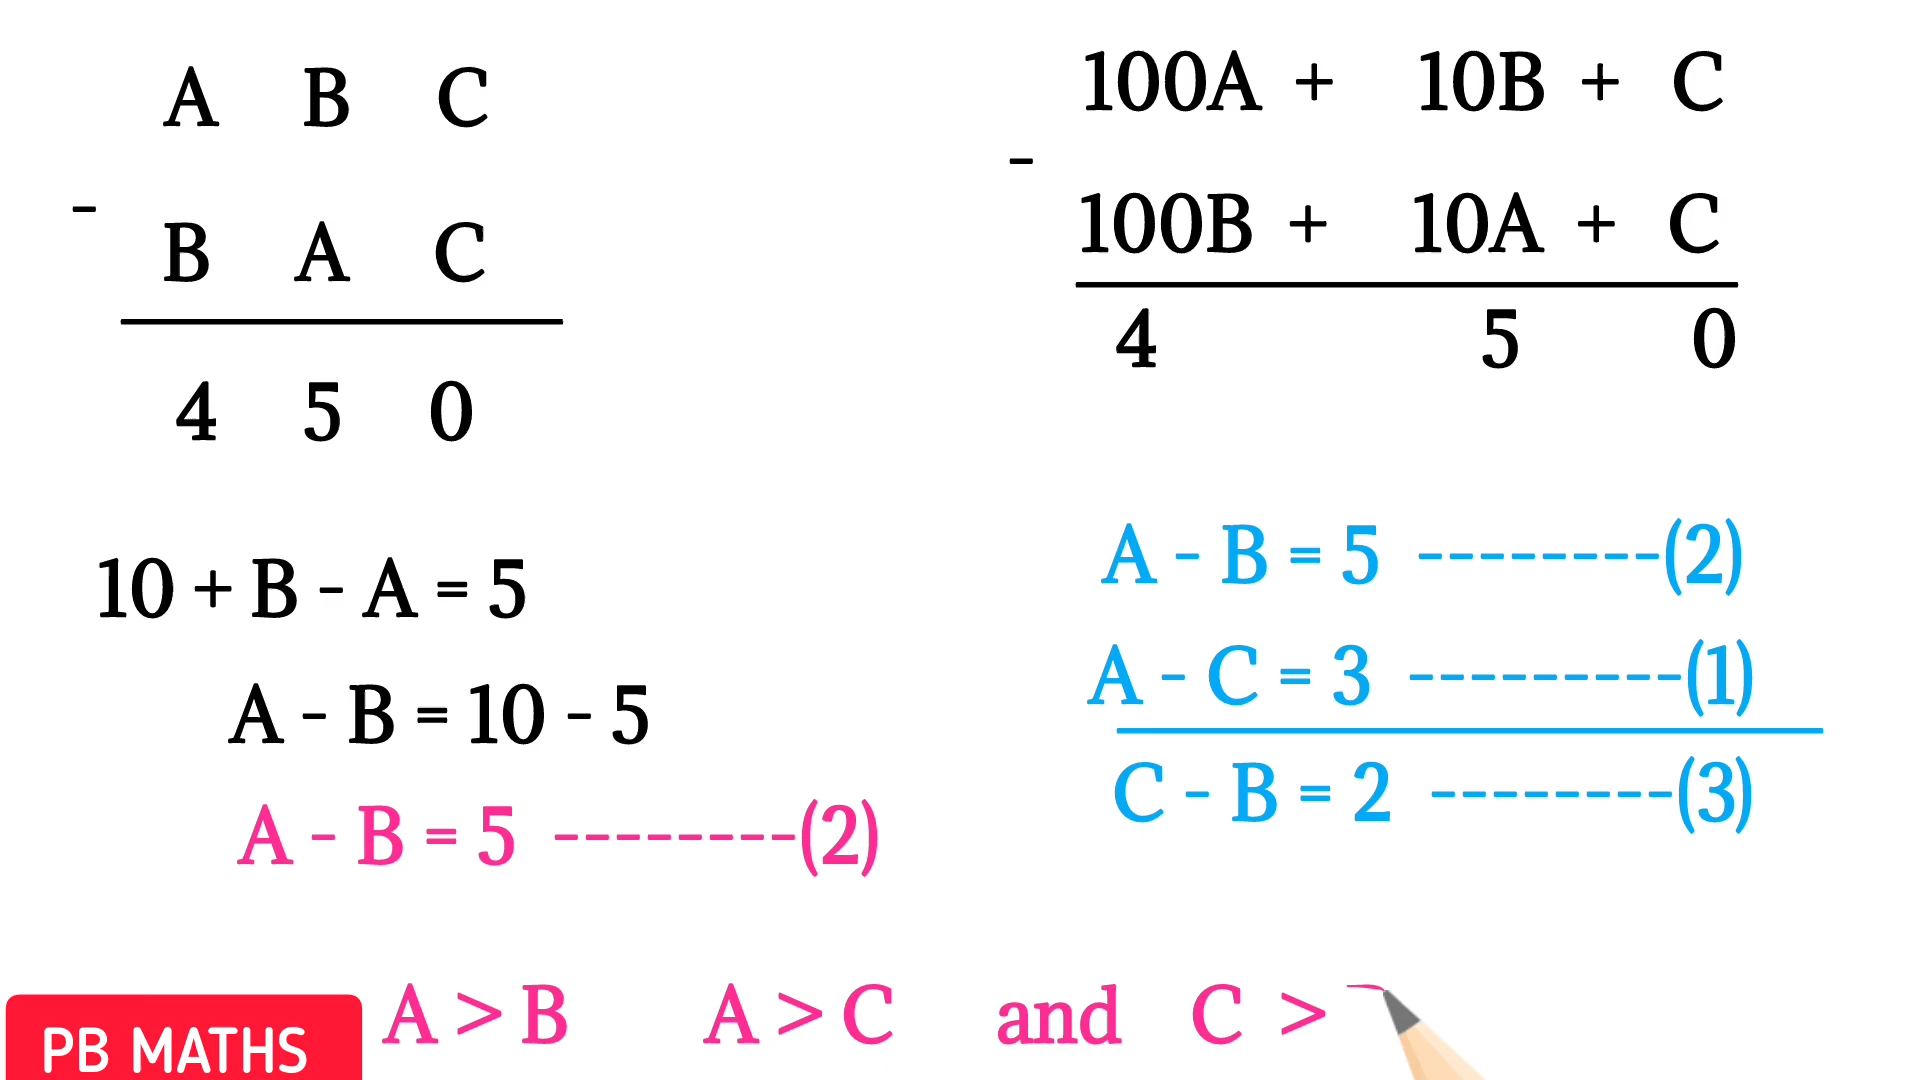 A B C
-
B A C
4 5 0
10 + B - A = 5
A - B = 10 - 5
A - B = 5 --------(2)
100A + 10B + C
-
100B + 10A + C
4 5 0
A - B = 5 --------(2)
A - C = 3 ---------(1)
C - B = 2 --------(3)
A > B A > C and C >
PB MATHS